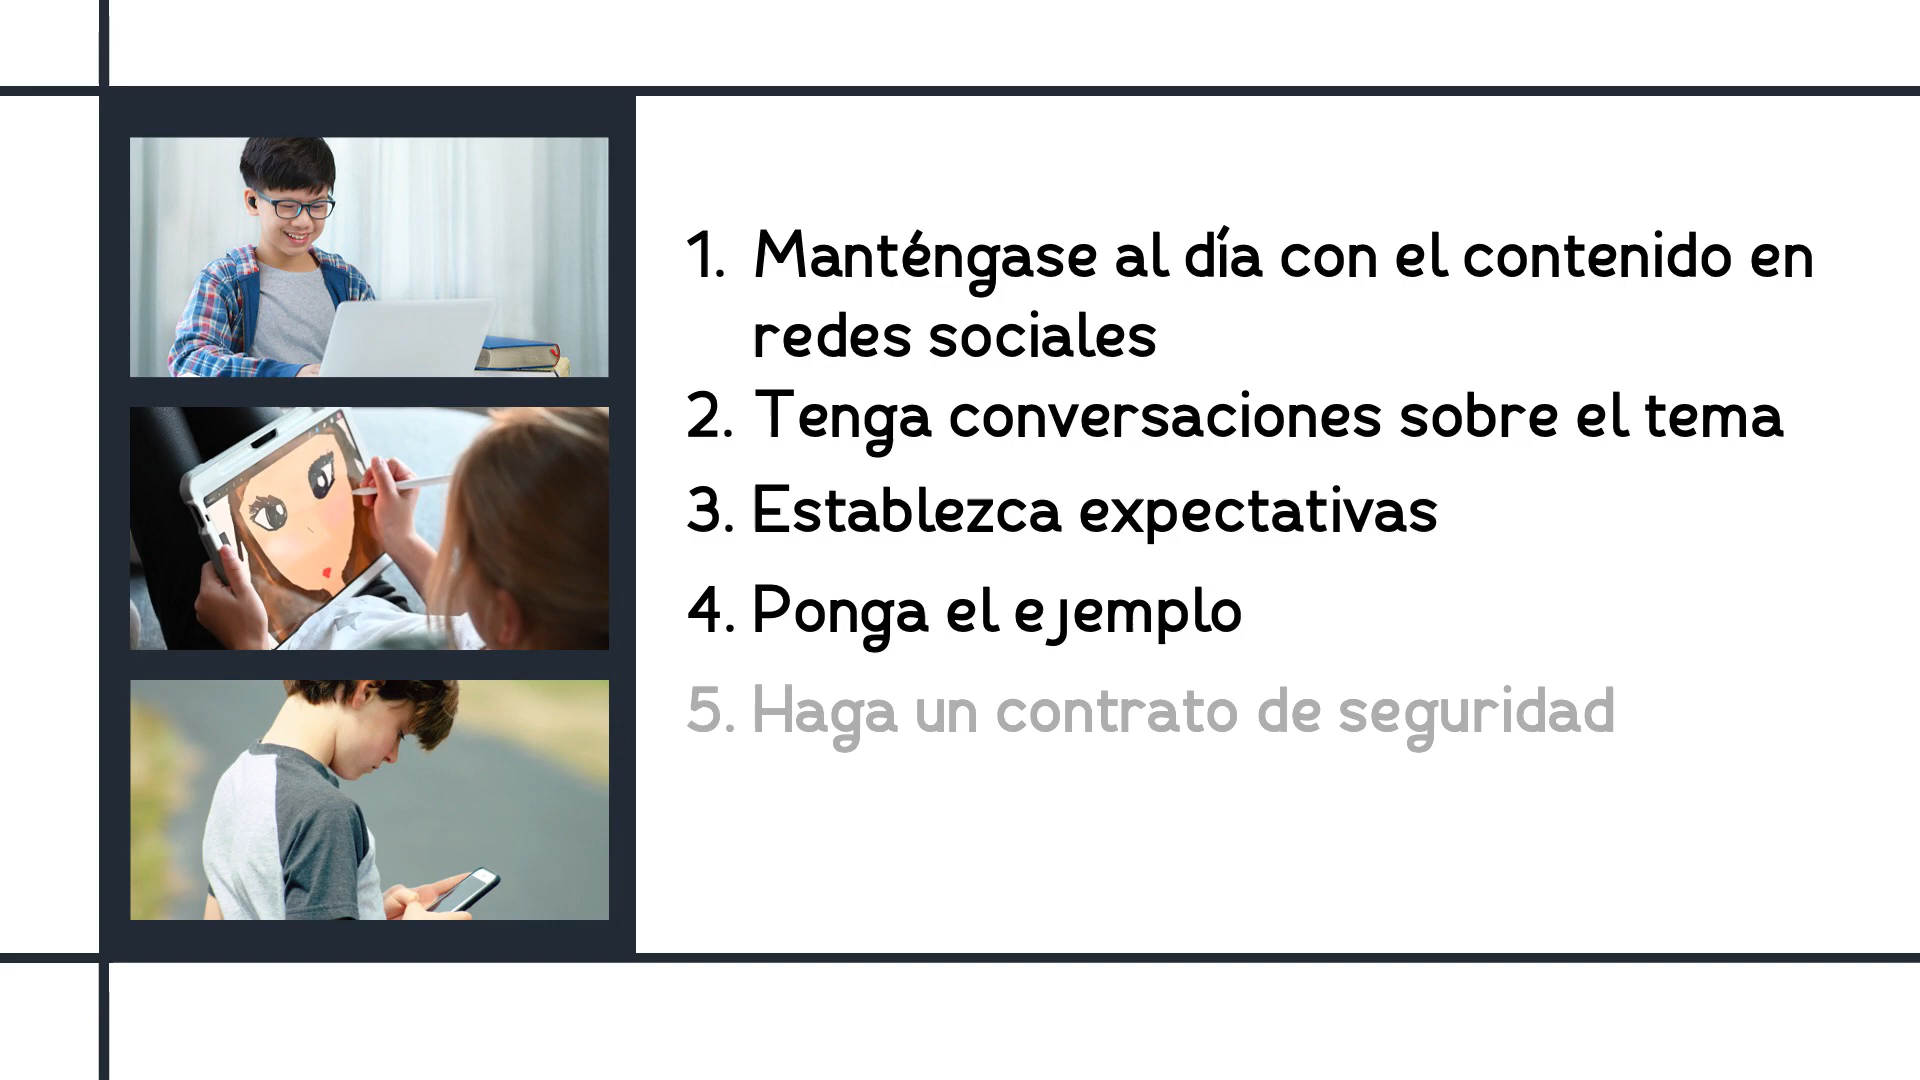 1. Manténgase al día con el contenido en
redes sociales
2. Tenga conversaciones sobre el tema
3. Establezca expectativas
4. Ponga el ejemplo
5. Haga un contrato de seguridad